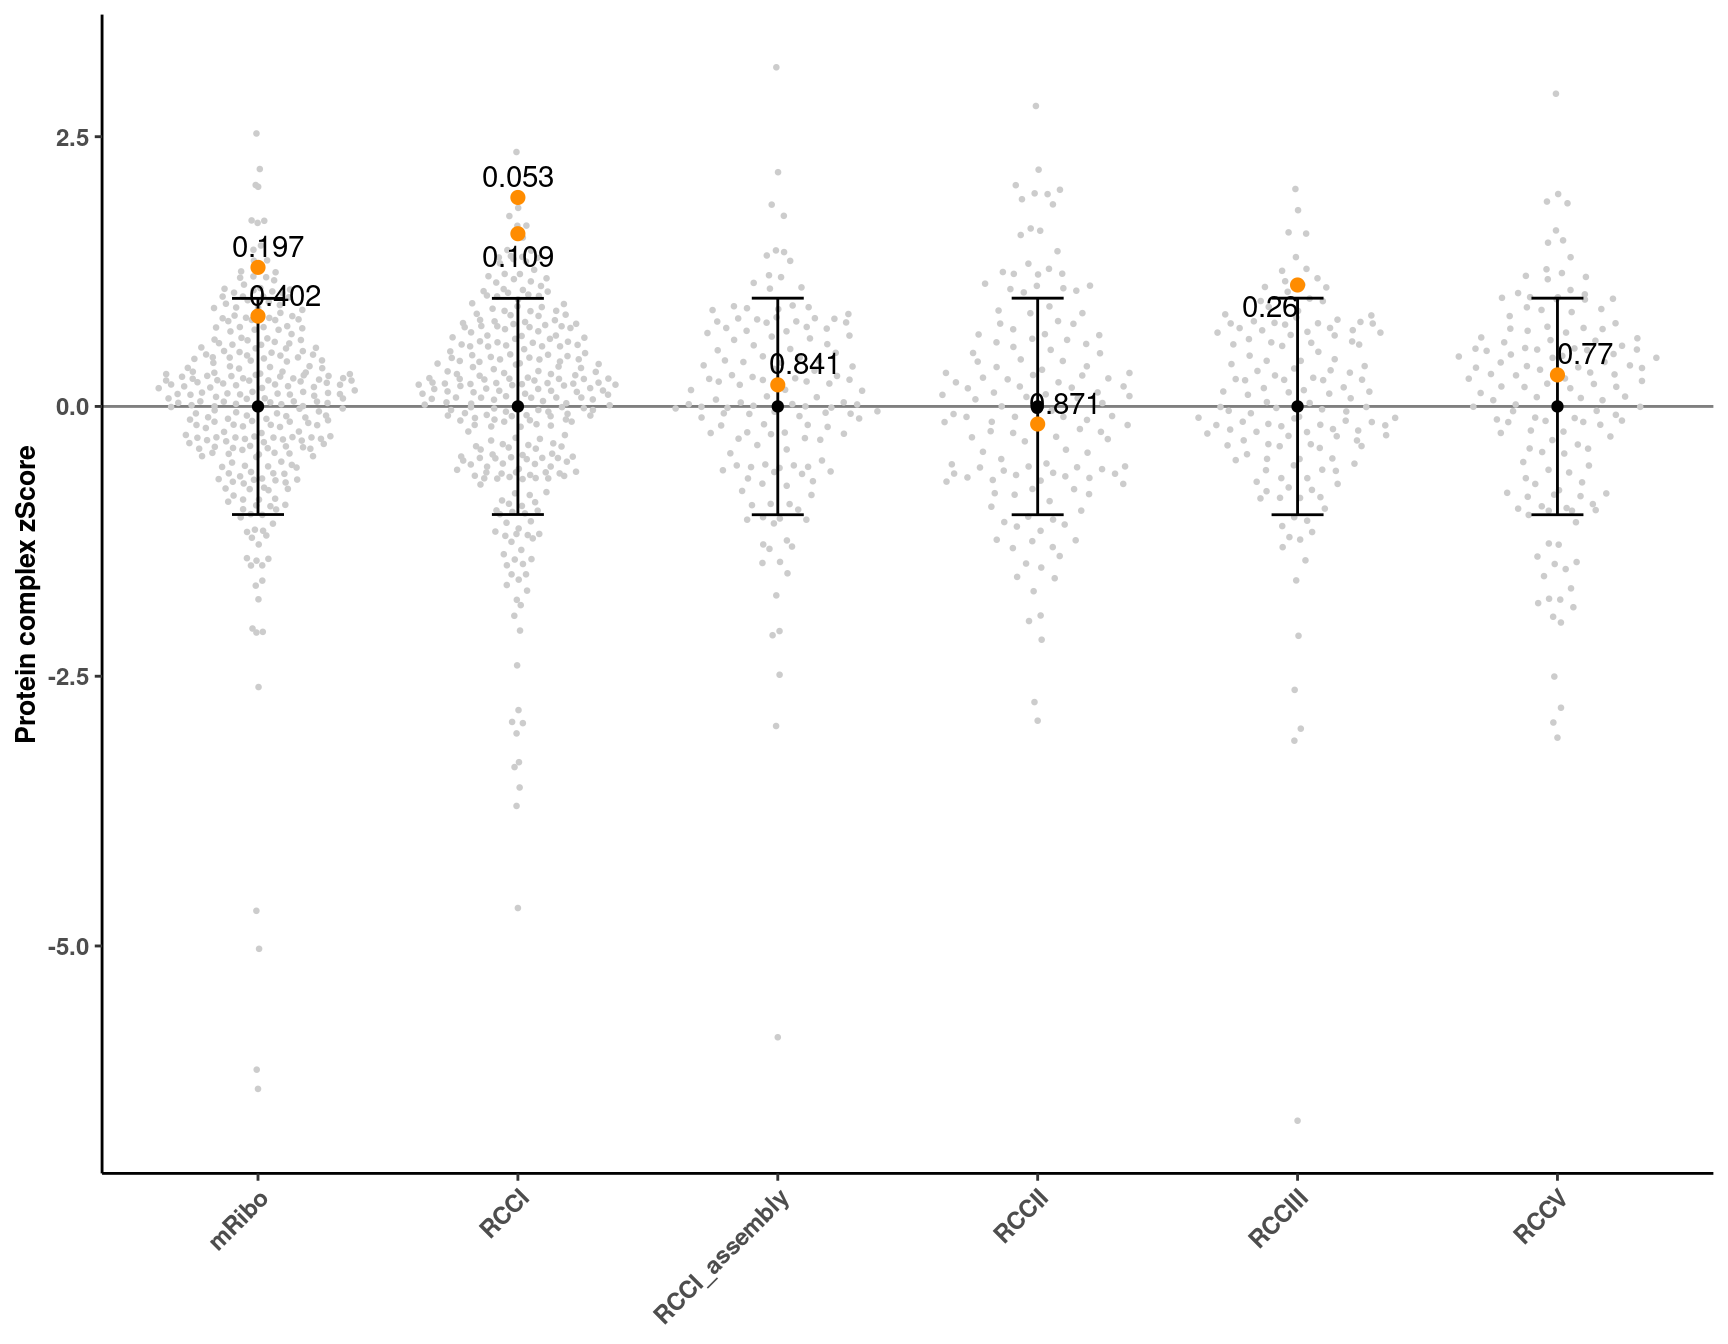 Protein complex zScore
2.5
0.0
-2.5
-5.0
0.197
0.402
0.053
0.109
0.841
0.871
0.26
0.77
mRibo
RCCI
RCCI_assembly
RCCII
RCCIII
RCCV